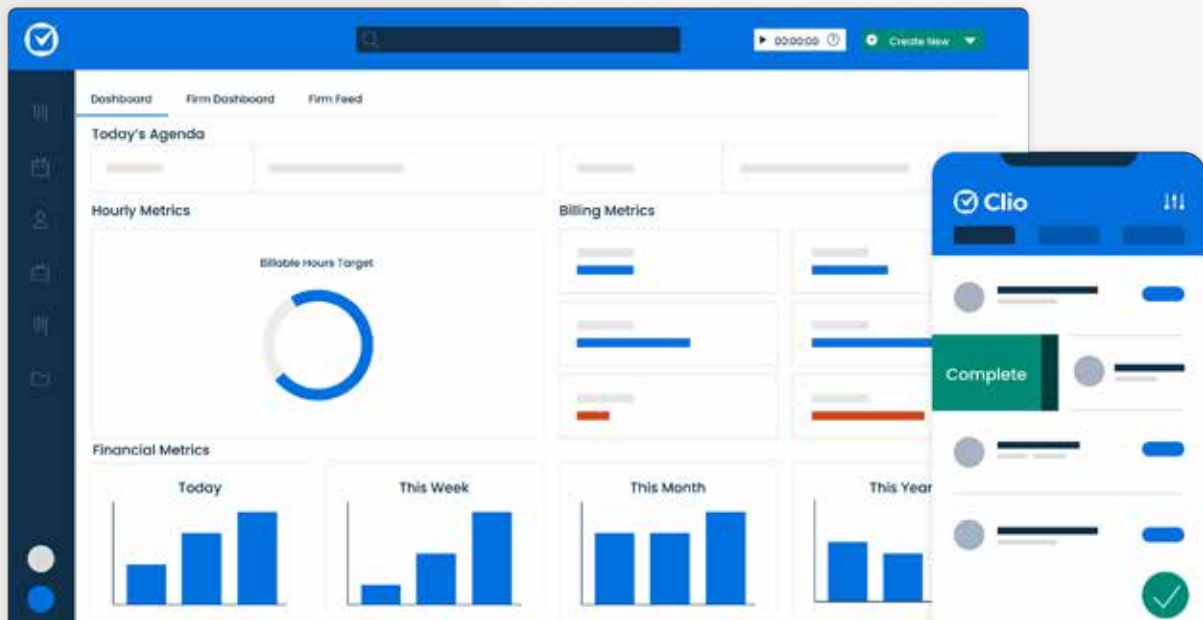 00:00:00 Create New
Dashboard Firm Dashboard Firm Feed
Today's Agenda
Hourly Metrics Billing Metrics
Billable Hours Target
Financial Metrics
Today This Week This Month This Year
Clio
Complete